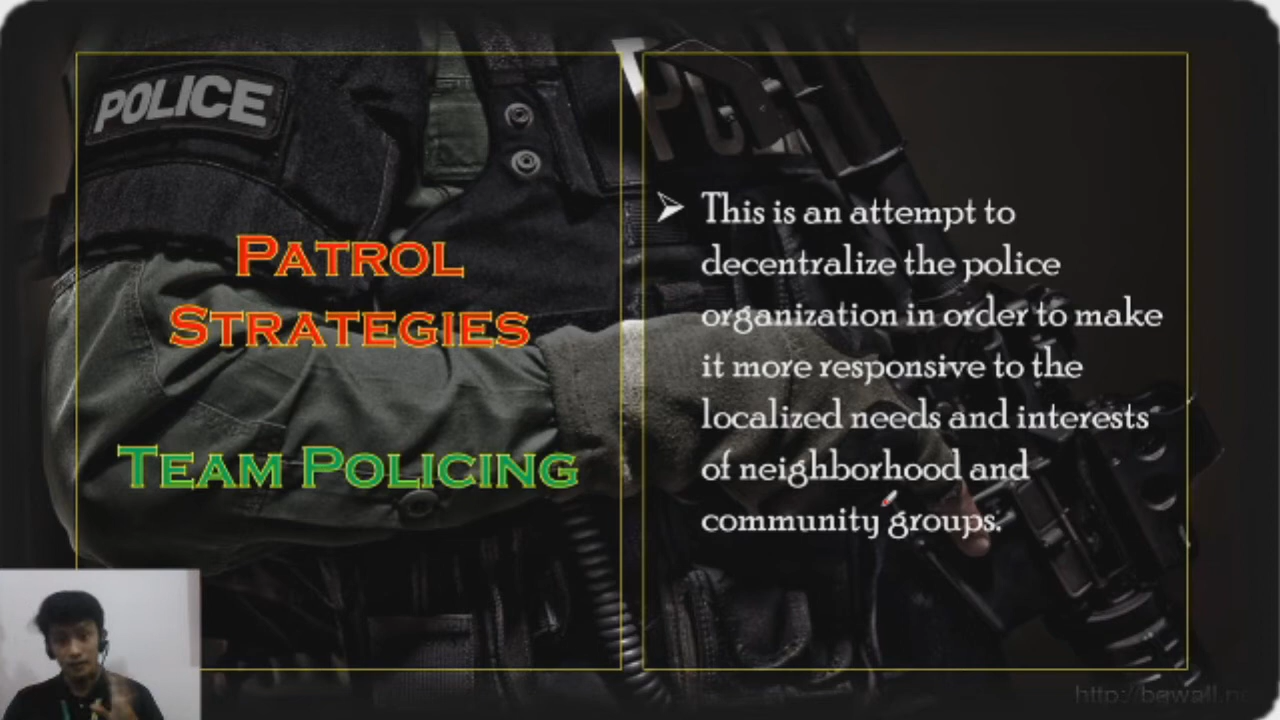 POLICE
PATROL
STRATEGIES
TEAM POLICING
➢ This is an attempt to
decentralize the police
organization in order to make
it more responsive to the
localized needs and interests
of neighborhood and
community groups.